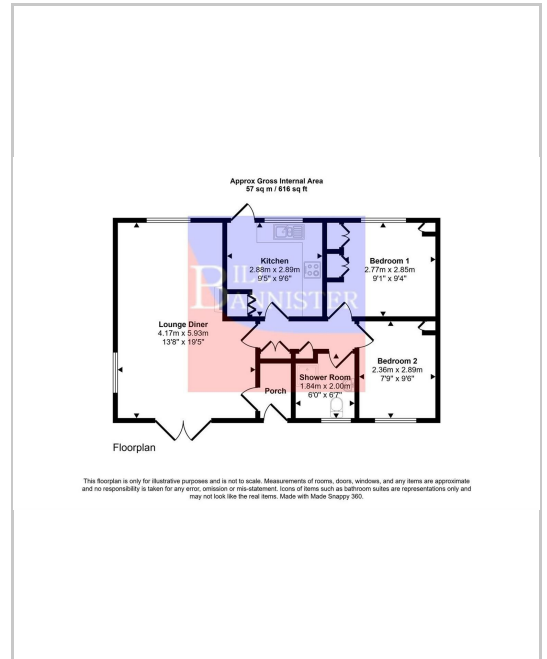 Approx Gross Internal Area
57 sq m / 616 sq ft
Kitchen
2.88m x 2.89m
9'5" x 9'6"
Bedroom 1
2.77m x 2.85m
9'1" x 9'4"
BANNISTER
Lounge Diner
4.17m x 5.93m
13'8" x 19'5"
Bedroom 2
2.36m x 2.89m
7'9" x 9'6"
Shower Room
1.84m x 2.00m
6'0" x 6'7"
Porch
Floorplan
This floorplan is only for illustrative purposes and is not to scale. Measurements of rooms, doors, windows, and any items are approximate
and no responsibility is taken for any error, omission or mis-statement. Icons of items such as bathroom suites are representations only and
may not look like the real items. Made with Made Snappy 360.